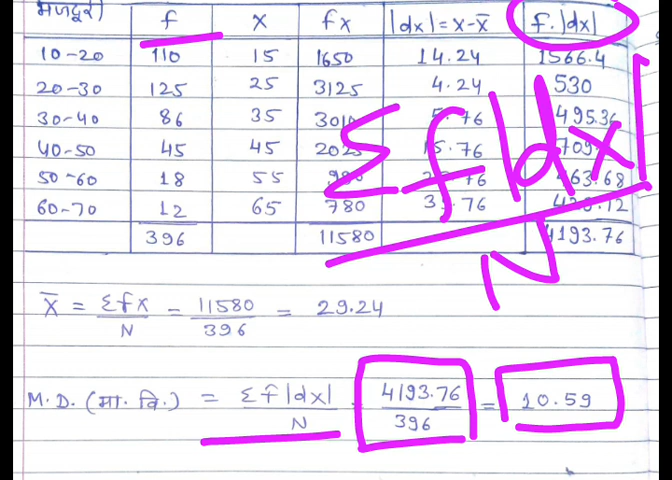 मजदूरी) f x fx |dx| = x-x̄ f.|dx|
10-20 110 15 1650 14.24 1566.4
20-30 125 25 3125 4.24 530
30-40 86 35 5.76 495.36
40-50 45 45 .76
50-60 18 55 .76 463.68
60-70 12 65 780 .76
396 11580 4193.76
Σf|dx|
N
x̄ = Σfx / N = 11580 / 396 = 29.24
M.D. (मा. वि.) = Σf|dx| / N 4193.76 / 396 = 10.59